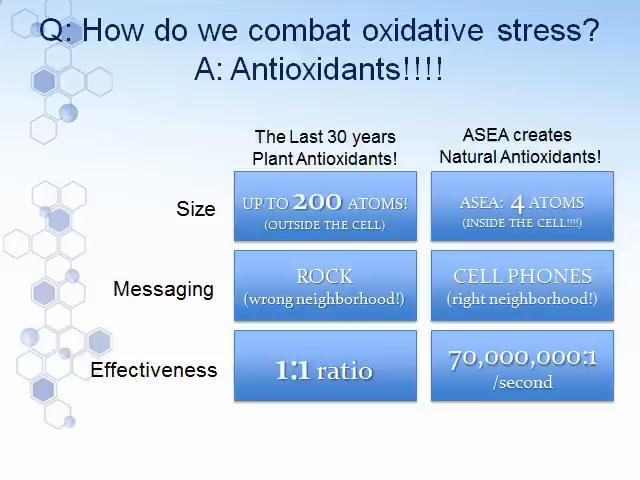 Q: How do we combat oxidative stress?
A: Antioxidants!!!!
The Last 30 years
Plant Antioxidants!
ASEA creates
Natural Antioxidants!
Size
UP TO 200 ATOMS!
(OUTSIDE THE CELL)
ASEA: 4 ATOMS
(INSIDE THE CELL!!!!)
Messaging
ROCK
(wrong neighborhood!)
CELL PHONES
(right neighborhood!)
Effectiveness
1:1 ratio
70,000,000:1
/second